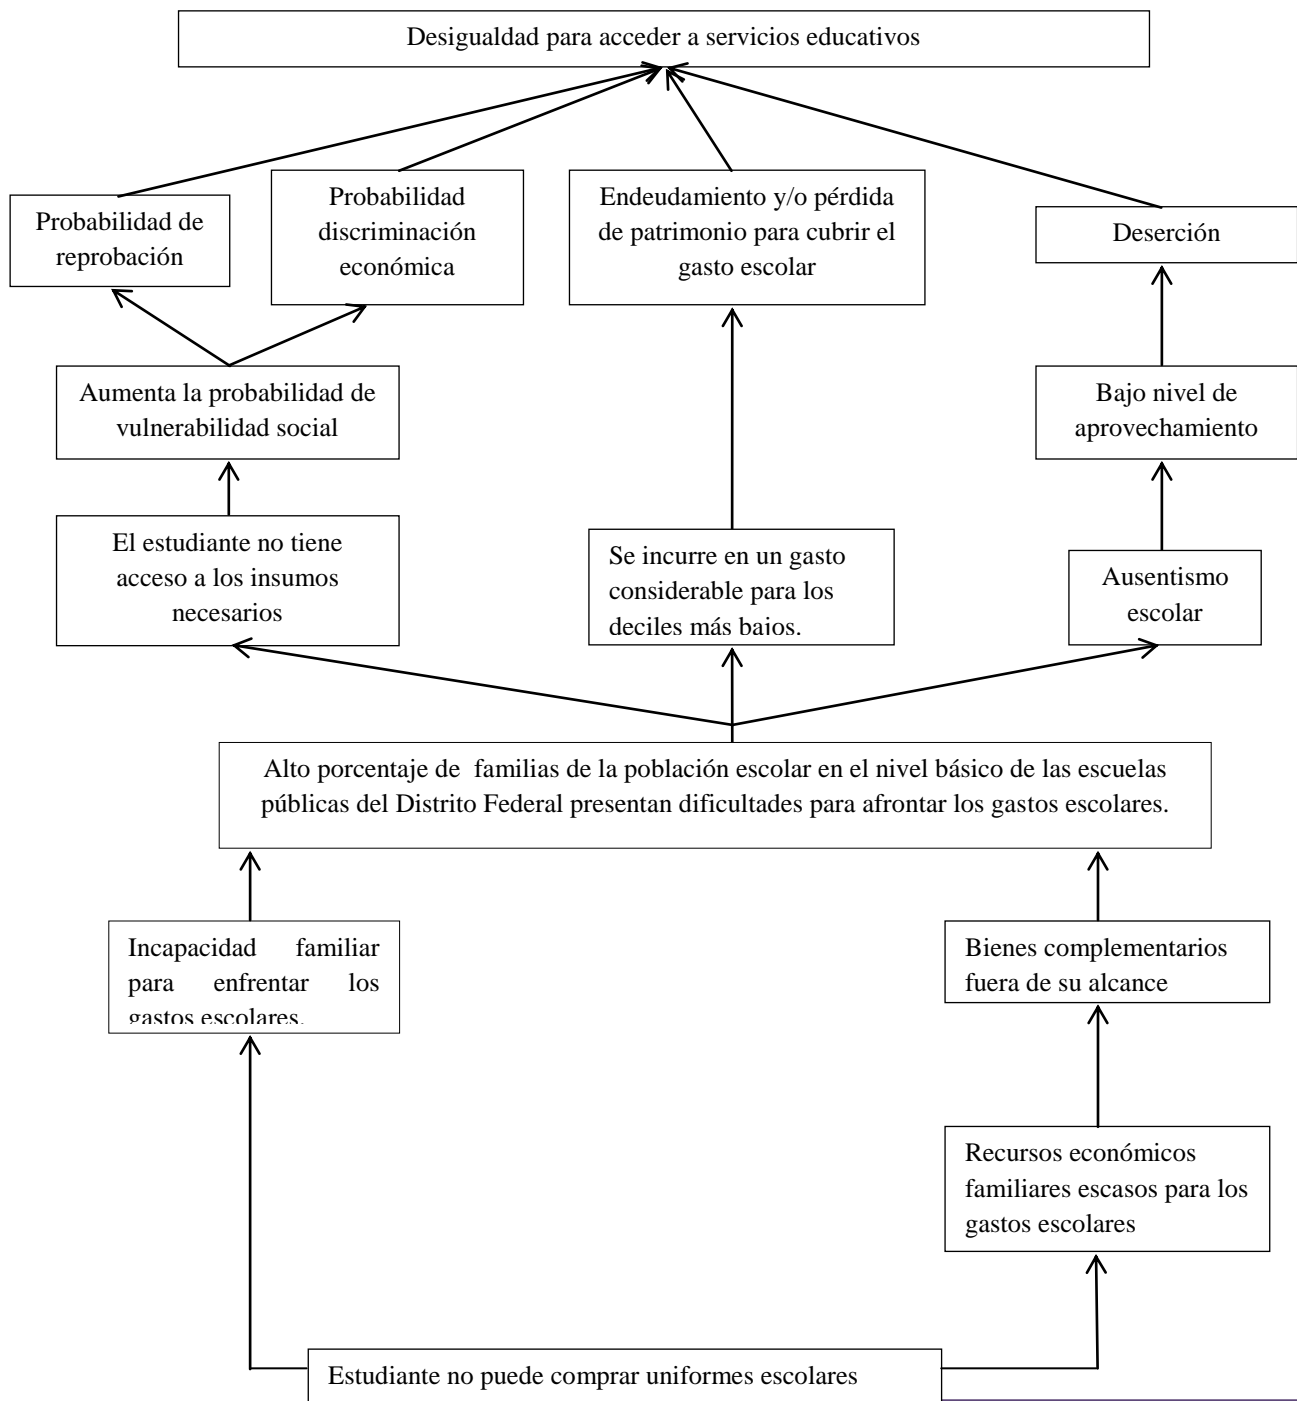 Desigualdad para acceder a servicios educativos
Probabilidad de
reprobación
Probabilidad
discriminación
económica
Endeudamiento y/o pérdida
de patrimonio para cubrir el
gasto escolar
Deserción
Aumenta la probabilidad de
vulnerabilidad social
Bajo nivel de
aprovechamiento
El estudiante no tiene
acceso a los insumos
necesarios
Se incurre en un gasto
considerable para los
deciles más bajos.
Ausentismo
escolar
Alto porcentaje de familias de la población escolar en el nivel básico de las escuelas
públicas del Distrito Federal presentan dificultades para afrontar los gastos escolares.
Incapacidad familiar
para enfrentar los
gastos escolares.
Bienes complementarios
fuera de su alcance
Recursos económicos
familiares escasos para los
gastos escolares
Estudiante no puede comprar uniformes escolares